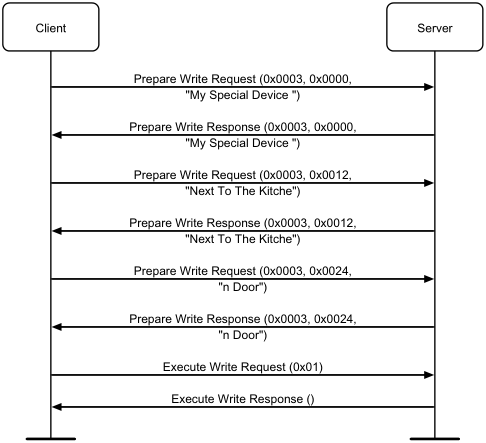 Client
Server
Prepare Write Request (0x0003, 0x0000,
"My Special Device ")
Prepare Write Response (0x0003, 0x0000,
"My Special Device ")
Prepare Write Request (0x0003, 0x0012,
"Next To The Kitche")
Prepare Write Response (0x0003, 0x0012,
"Next To The Kitche")
Prepare Write Request (0x0003, 0x0024,
"n Door")
Prepare Write Response (0x0003, 0x0024,
"n Door")
Execute Write Request (0x01)
Execute Write Response ()